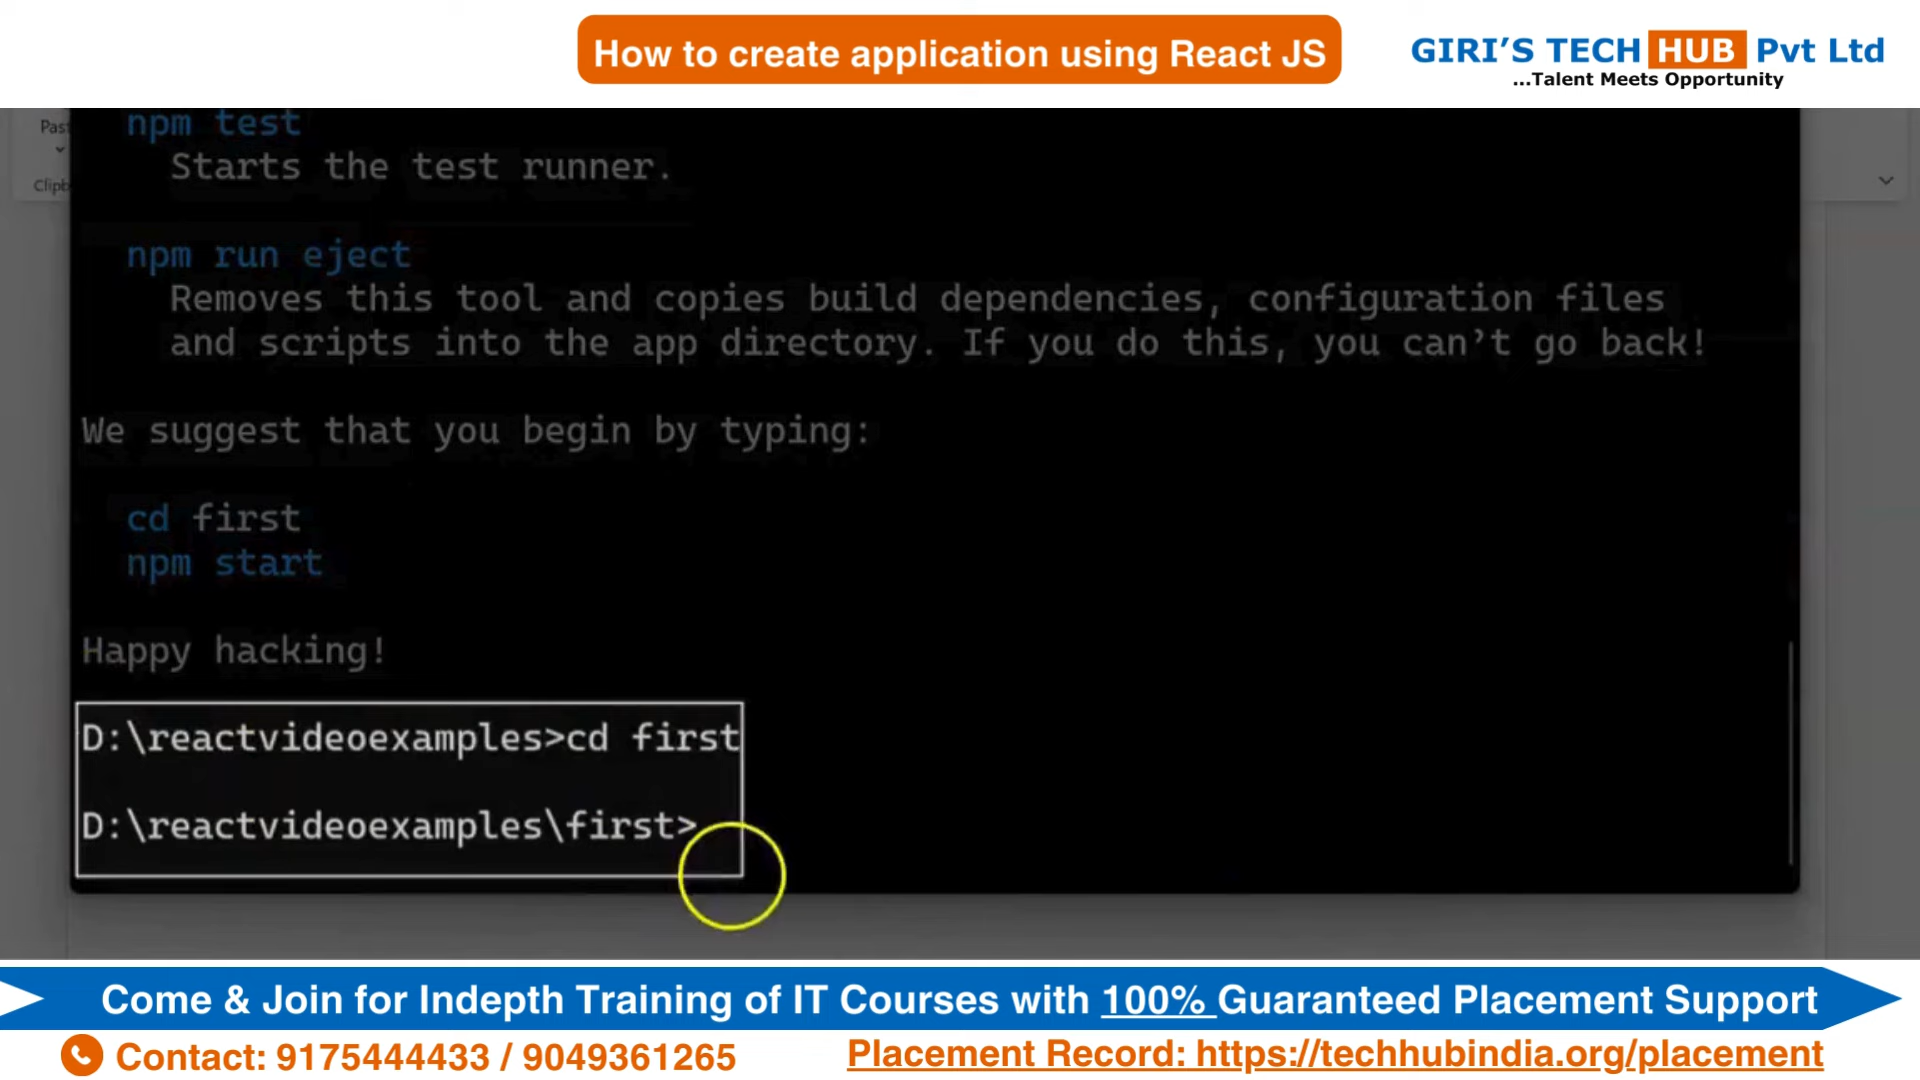 How to create application using React JS
GIRI'S TECH HUB Pvt Ltd
...Talent Meets Opportunity
Past
Clipb
npm test
Starts the test runner.
npm run eject
Removes this tool and copies build dependencies, configuration files
and scripts into the app directory. If you do this, you can't go back!
We suggest that you begin by typing:
cd first
npm start
Happy hacking!
D:\reactvideoexamples>cd first
D:\reactvideoexamples\first>
Come & Join for Indepth Training of IT Courses with 100% Guaranteed Placement Support
Contact: 9175444433 / 9049361265
Placement Record: https://techhubindia.org/placement